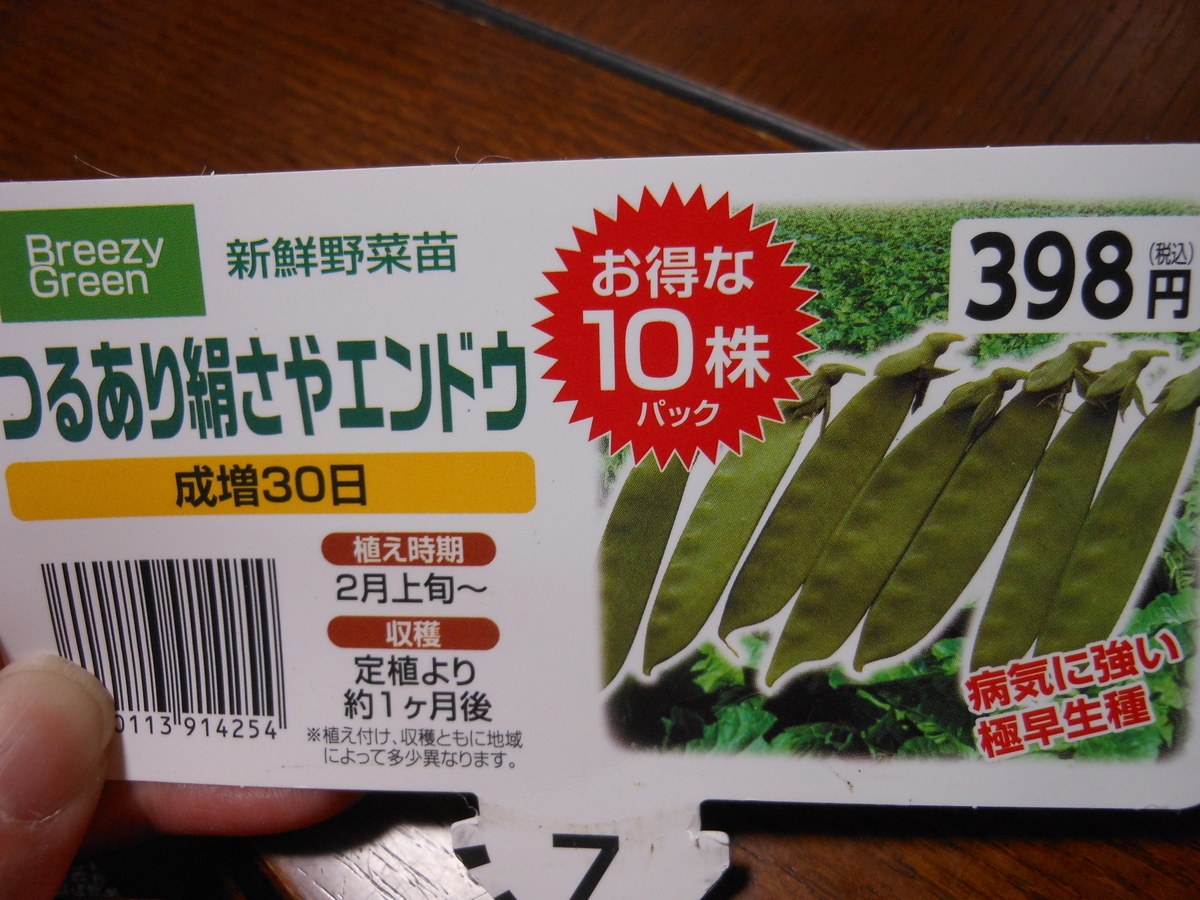 Breezy
Green
新鮮野菜苗
つるあり絹さやエンドウ
成増30日
お得な
10株
パック
398円
(税込)
植え時期
2月上旬～
収穫
定植より
約1ヶ月後
※植え付け、収穫ともに地域
によって多少異なります。
0113 914254
病気に強い
極早生種